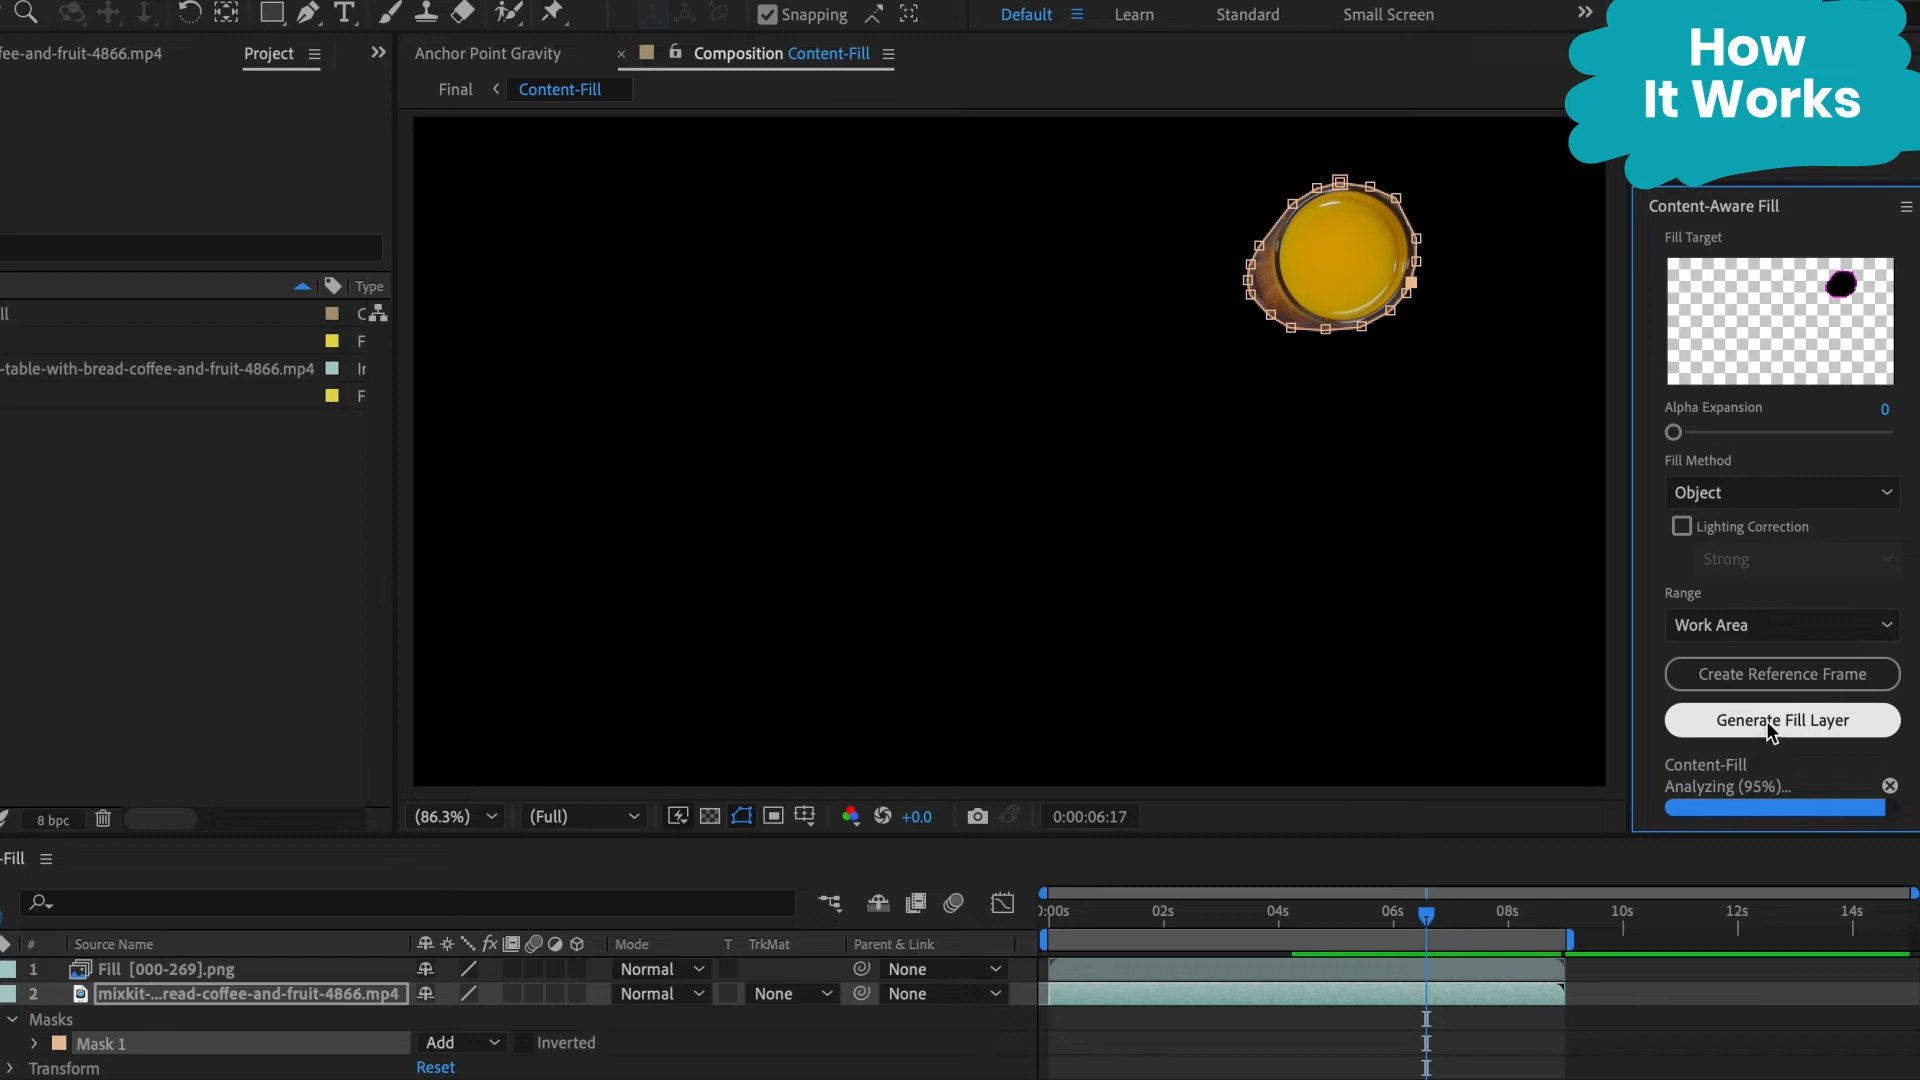 Snapping
Default
Learn
Standard
Small Screen
How
It Works
fee-and-fruit-4866.mp4
Project
Anchor Point Gravity
Composition Content-Fill
Final
Content-Fill
Content-Aware Fill
Fill Target
Type
ll
C
F
-table-with-bread-coffee-and-fruit-4866.mp4
Ir
F
Alpha Expansion
0
Fill Method
Object
Lighting Correction
Strong
Range
Work Area
Create Reference Frame
Generate Fill Layer
Content-Fill
Analyzing (95%)...
8 bpc
(86.3%)
(Full)
+0.0
0:00:06:17
-Fill
0:00s 02s 04s 06s 08s 10s 12s 14s
# Source Name fx Mode T TrkMat Parent & Link
1 Fill [000-269].png Normal None
2 mixkit-...read-coffee-and-fruit-4866.mp4 Normal None None
Masks
Mask 1 Add Inverted
Transform Reset